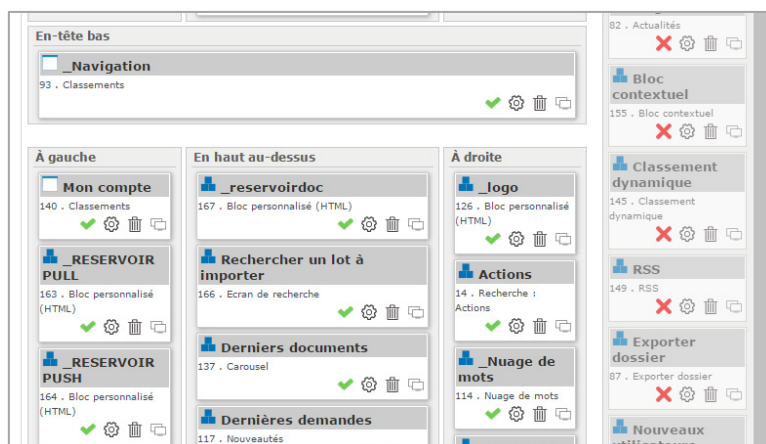 En-tête bas
_Navigation
93 . Classements
À gauche
Mon compte
140 . Classements
_RESERVOIR
PULL
163 . Bloc personnalisé
(HTML)
_RESERVOIR
PUSH
164 . Bloc personnalisé
(HTML)
En haut au-dessus
_reservoirdoc
167 . Bloc personnalisé (HTML)
Rechercher un lot à
importer
166 . Ecran de recherche
Derniers documents
137 . Carousel
Dernières demandes
117 . Nouveautés
À droite
_logo
126 . Bloc personnalisé
(HTML)
Actions
14 . Recherche :
Actions
_Nuage de
mots
114 . Nuage de mots
82 . Actualités
Bloc
contextuel
155 . Bloc contextuel
Classement
dynamique
145 . Classement
dynamique
RSS
149 . RSS
Exporter
dossier
87 . Exporter dossier
Nouveaux
utilisateurs